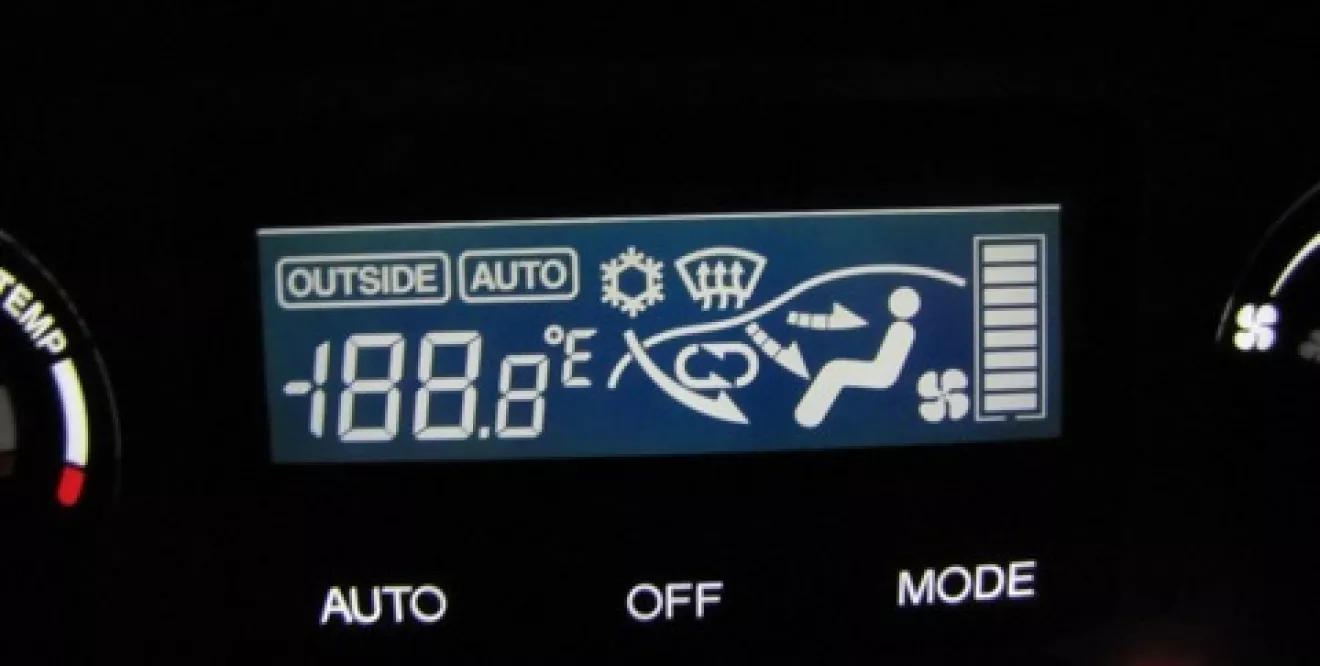 OUTSIDE AUTO
-188.8°E
TEMP
AUTO OFF MODE